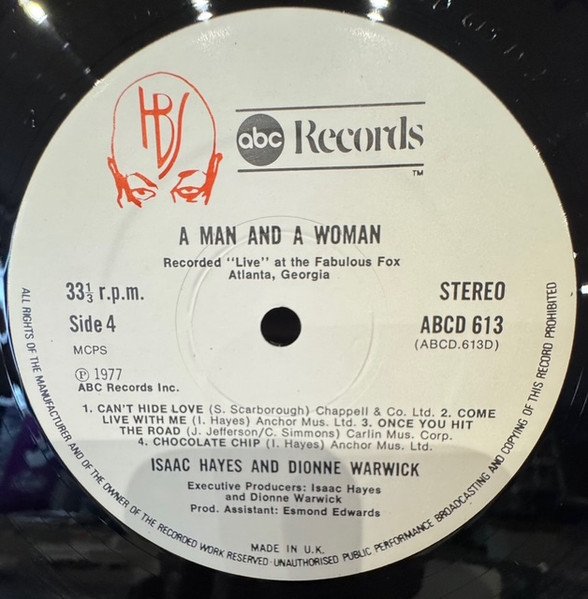 HBS
abc Records
TM
A MAN AND A WOMAN
Recorded "Live" at the Fabulous Fox
Atlanta, Georgia
33⅓ r.p.m.
STEREO
Side 4
ABCD 613
MCPS
(ABCD.613D)
Ⓟ 1977
ABC Records Inc.
1. CAN'T HIDE LOVE (S. Scarborough) Chappell & Co. Ltd. 2. COME
LIVE WITH ME (I. Hayes) Anchor Mus. Ltd. 3. ONCE YOU HIT
THE ROAD (J. Jefferson/C. Simmons) Carlin Mus. Corp.
4. CHOCOLATE CHIP (I. Hayes) Anchor Mus. Ltd.
ISAAC HAYES AND DIONNE WARWICK
Executive Producers: Isaac Hayes
and Dionne Warwick
Prod. Assistant: Esmond Edwards
MADE IN U.K.
ALL RIGHTS OF THE MANUFACTURER AND OF THE OWNER OF THE RECORDED WORK RESERVED·UNAUTHORISED PUBLIC PERFORMANCE BROADCASTING AND COPYING OF THIS RECORD PROHIBITED